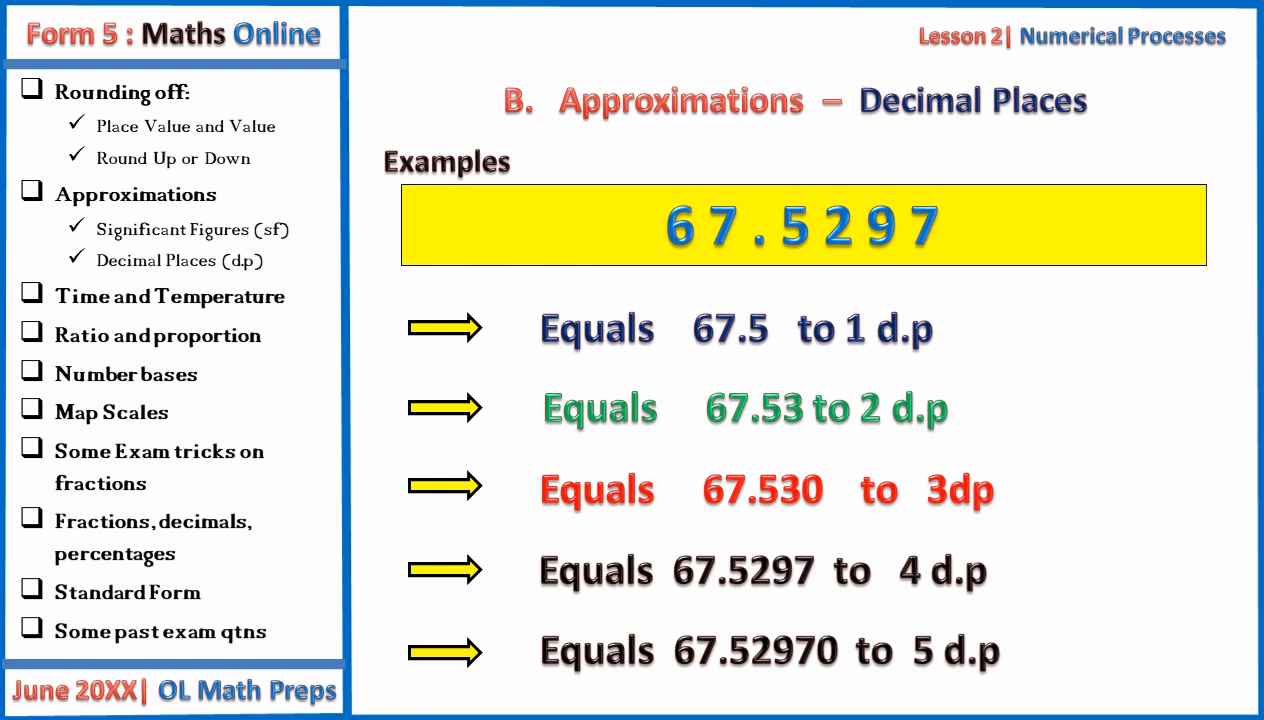 Form 5 : Maths Online
Rounding off:
Place Value and Value
Round Up or Down
Approximations
Significant Figures (sf)
Decimal Places (d.p)
Time and Temperature
Ratio and proportion
Number bases
Map Scales
Some Exam tricks on
fractions
Fractions, decimals,
percentages
Standard Form
Some past exam qtns
June 20XX| OL Math Preps
Lesson 2| Numerical Processes
B. Approximations – Decimal Places
Examples
6 7 . 5 2 9 7
Equals 67.5 to 1 d.p
Equals 67.53 to 2 d.p
Equals 67.530 to 3dp
Equals 67.5297 to 4 d.p
Equals 67.52970 to 5 d.p